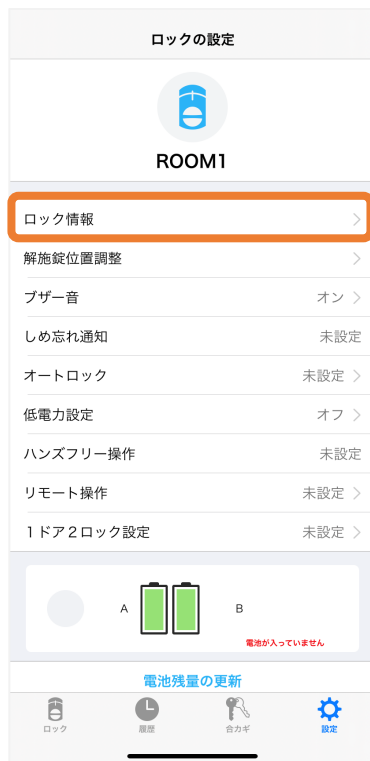 ロックの設定
ROOM1
ロック情報
解施錠位置調整
ブザー音 オン
しめ忘れ通知 未設定
オートロック 未設定
低電力設定 オフ
ハンズフリー操作 未設定
リモート操作 未設定
1ドア2ロック設定 未設定
A B
電池が入っていません
電池残量の更新
ロック 履歴 合カギ 設定